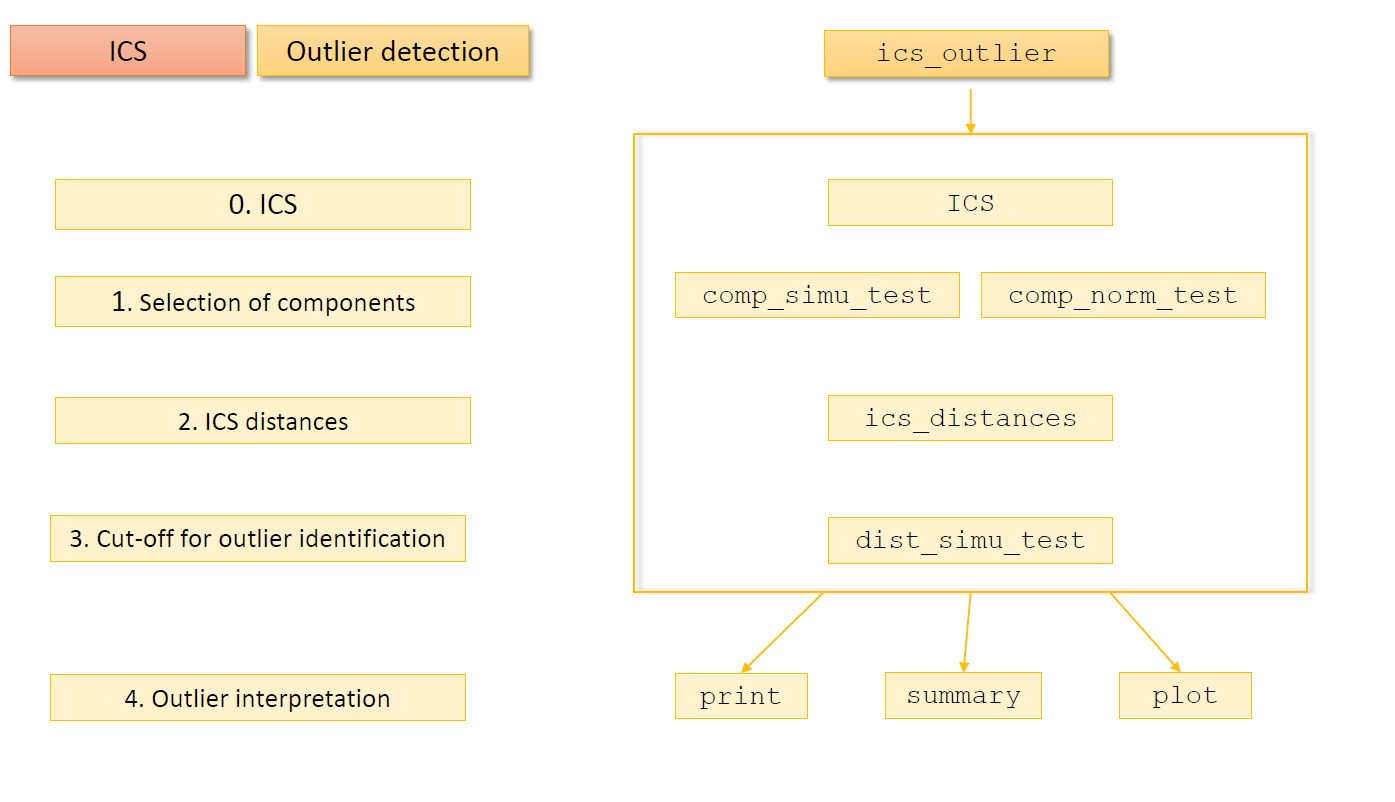 ICS
Outlier detection
ics_outlier
0. ICS
ICS
1. Selection of components
comp_simu_test
comp_norm_test
2. ICS distances
ics_distances
3. Cut-off for outlier identification
dist_simu_test
4. Outlier interpretation
print
summary
plot